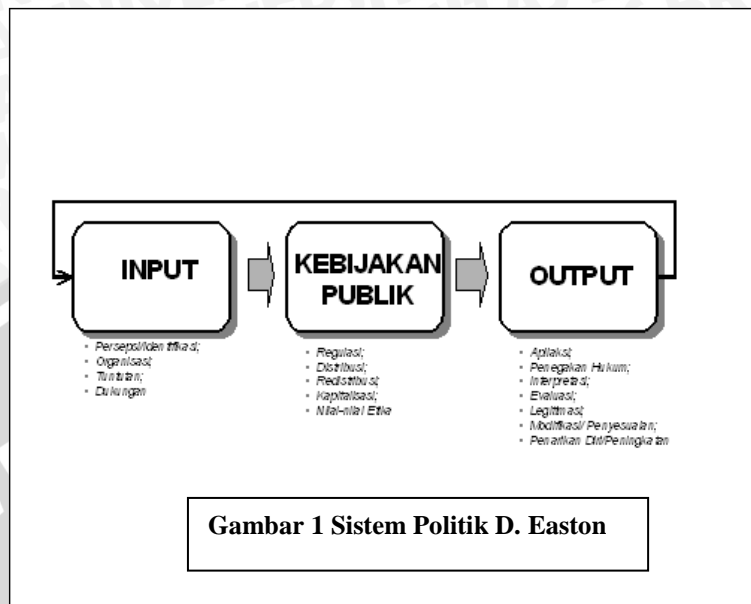 INPUT
• Persepsi/Identifikasi;
• Organisasi;
• Tuntutan;
• Dukungan
KEBIJAKAN
PUBLIK
• Regulasi;
• Distribusi;
• Redistribusi;
• Kapitalisasi;
• Nilai-nilai Etika
OUTPUT
• Apliaksi;
• Penegakan Hukum;
• Interpretasi;
• Evaluasi;
• Legitimasi;
• Modifikasi/ Penyesuaian;
• Penarikan Diri/Peningkatan
Gambar 1 Sistem Politik D. Easton